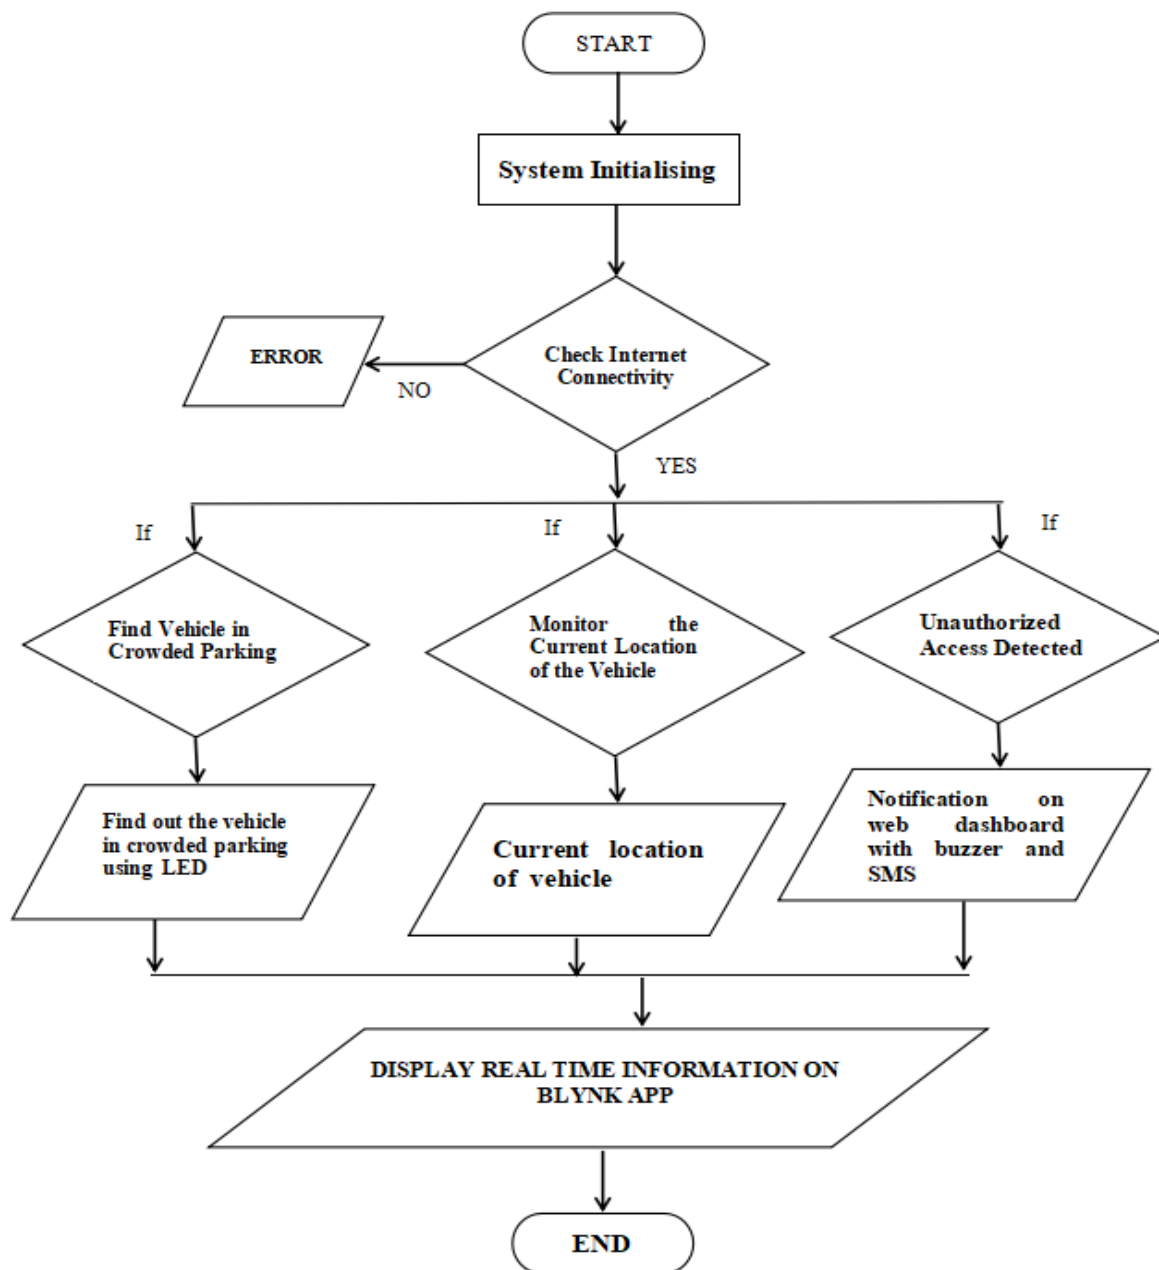 START
System Initialising
Check Internet
Connectivity
ERROR
NO
YES
If
If
If
Find Vehicle in
Crowded Parking
Monitor the
Current Location
of the Vehicle
Unauthorized
Access Detected
Find out the vehicle
in crowded parking
using LED
Current location
of vehicle
Notification on
web dashboard
with buzzer and
SMS
DISPLAY REAL TIME INFORMATION ON
BLYNK APP
END